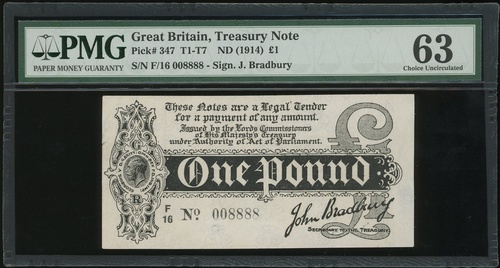 PMG
PAPER MONEY GUARANTY
Great Britain, Treasury Note
Pick# 347 T1-T7 ND (1914) £1
S/N F/16 008888 - Sign. J. Bradbury
63
Choice Uncirculated
These Notes are a Legal Tender
for a payment of any amount.
Issued by the Lords Commissioners
of His Majesty's Treasury
under Authority of Act of Parliament.
£
One Pound
R
F
16 No 008888
John Bradbury
SECRETARY TO THE TREASURY
£1